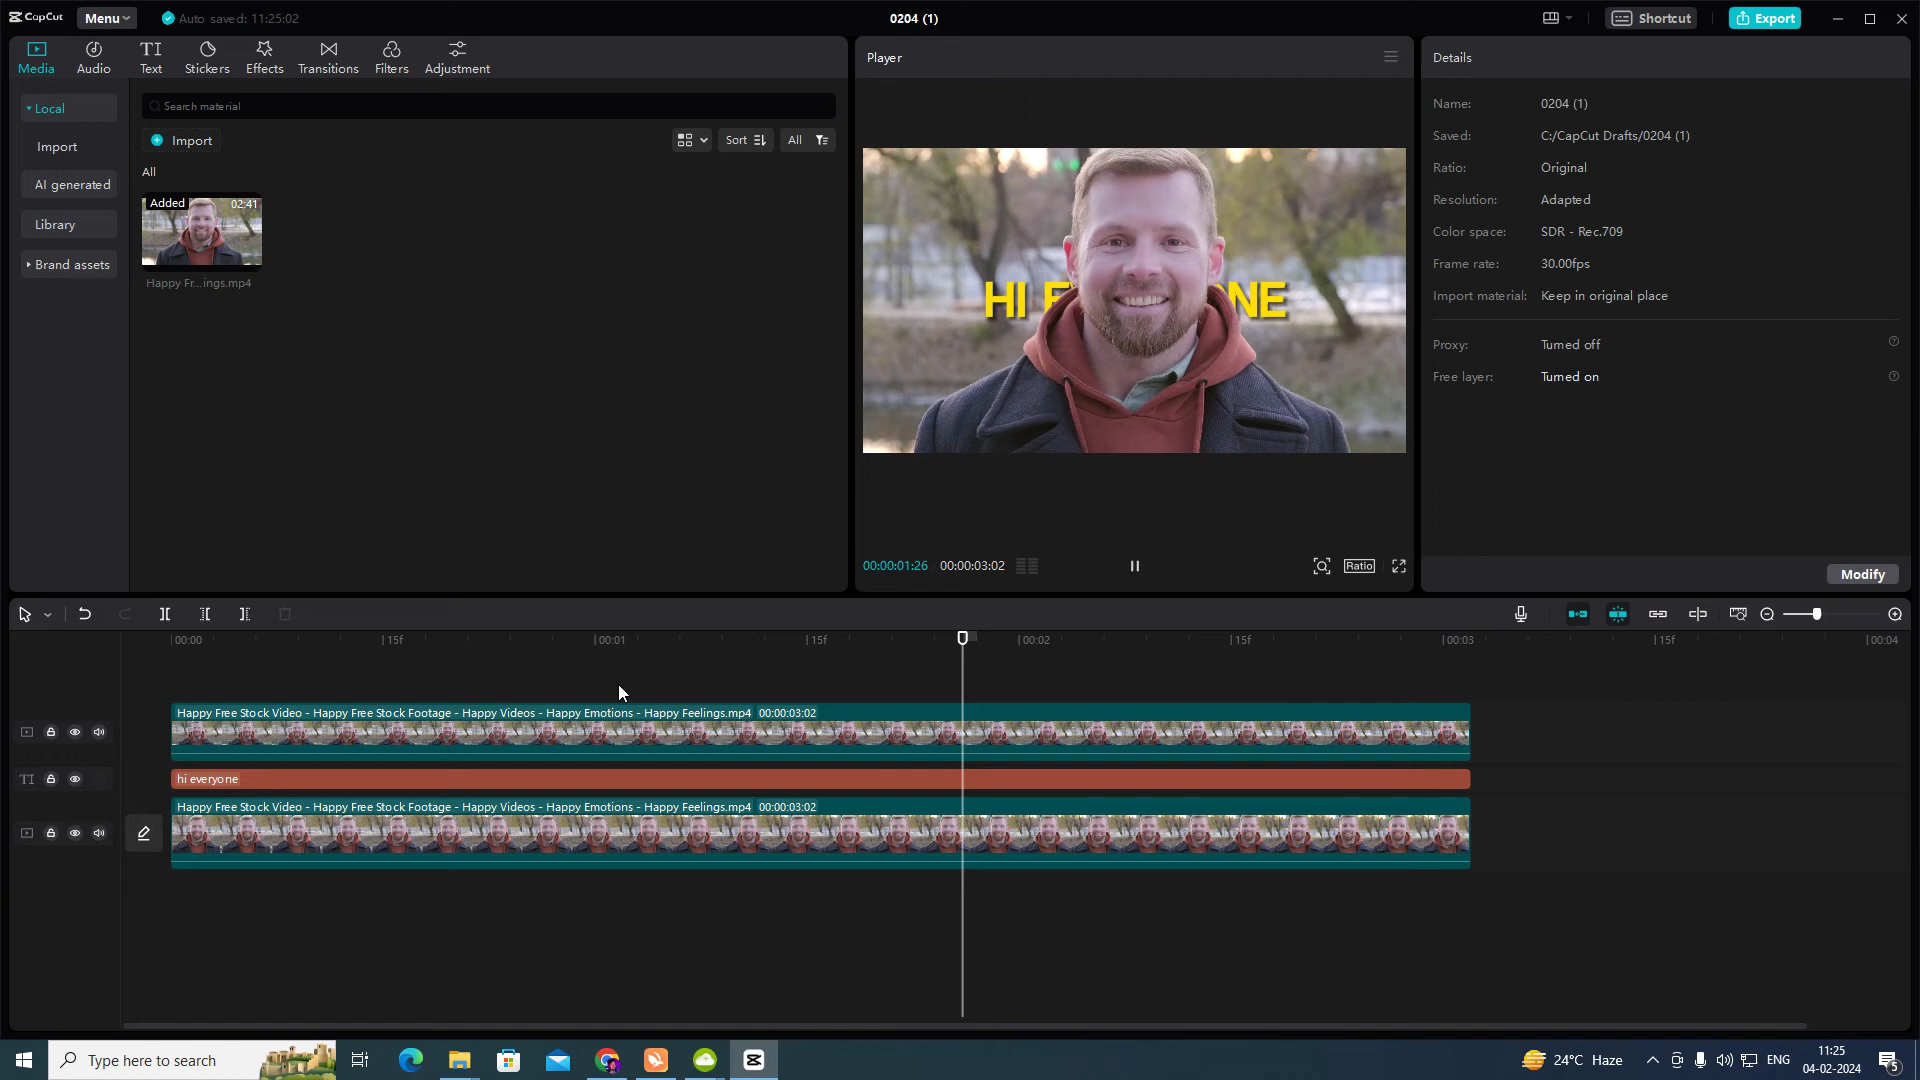 CapCut
Menu
Auto saved: 11:25:02
0204 (1)
Shortcut
Export
Media
Audio
TI
Text
Stickers
Effects
Transitions
Filters
Adjustment
Local
Import
AI generated
Library
Brand assets
Search material
Import
Sort
All
All
Added
02:41
Happy Fr...ings.mp4
Player
HI E
NE
00:00:01:26
00:00:03:02
Ratio
Details
Name: 0204 (1)
Saved: C:/CapCut Drafts/0204 (1)
Ratio: Original
Resolution: Adapted
Color space: SDR - Rec.709
Frame rate: 30.00fps
Import material: Keep in original place
Proxy: Turned off
Free layer: Turned on
Modify
00:00
15f
00:01
15f
00:02
15f
00:03
15f
00:04
Happy Free Stock Video - Happy Free Stock Footage - Happy Videos - Happy Emotions - Happy Feelings.mp4 00:00:03:02
TI
hi everyone
Happy Free Stock Video - Happy Free Stock Footage - Happy Videos - Happy Emotions - Happy Feelings.mp4 00:00:03:02
Type here to search
24°C Haze
ENG
11:25
04-02-2024
5